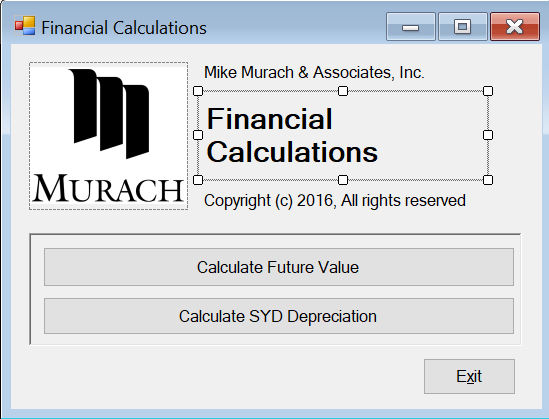 Financial Calculations
Mike Murach & Associates, Inc.
Financial
Calculations
MURACH
Copyright (c) 2016, All rights reserved
Calculate Future Value
Calculate SYD Depreciation
Exit